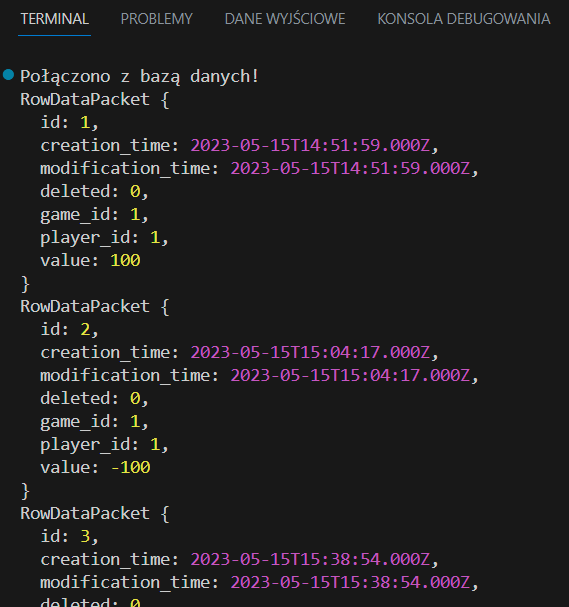 TERMINAL PROBLEMY DANE WYJŚCIOWE KONSOLA DEBUGOWANIA
Połączono z bazą danych!
RowDataPacket {
  id: 1,
  creation_time: 2023-05-15T14:51:59.000Z,
  modification_time: 2023-05-15T14:51:59.000Z,
  deleted: 0,
  game_id: 1,
  player_id: 1,
  value: 100
}
RowDataPacket {
  id: 2,
  creation_time: 2023-05-15T15:04:17.000Z,
  modification_time: 2023-05-15T15:04:17.000Z,
  deleted: 0,
  game_id: 1,
  player_id: 1,
  value: -100
}
RowDataPacket {
  id: 3,
  creation_time: 2023-05-15T15:38:54.000Z,
  modification_time: 2023-05-15T15:38:54.000Z,
  deleted: 0